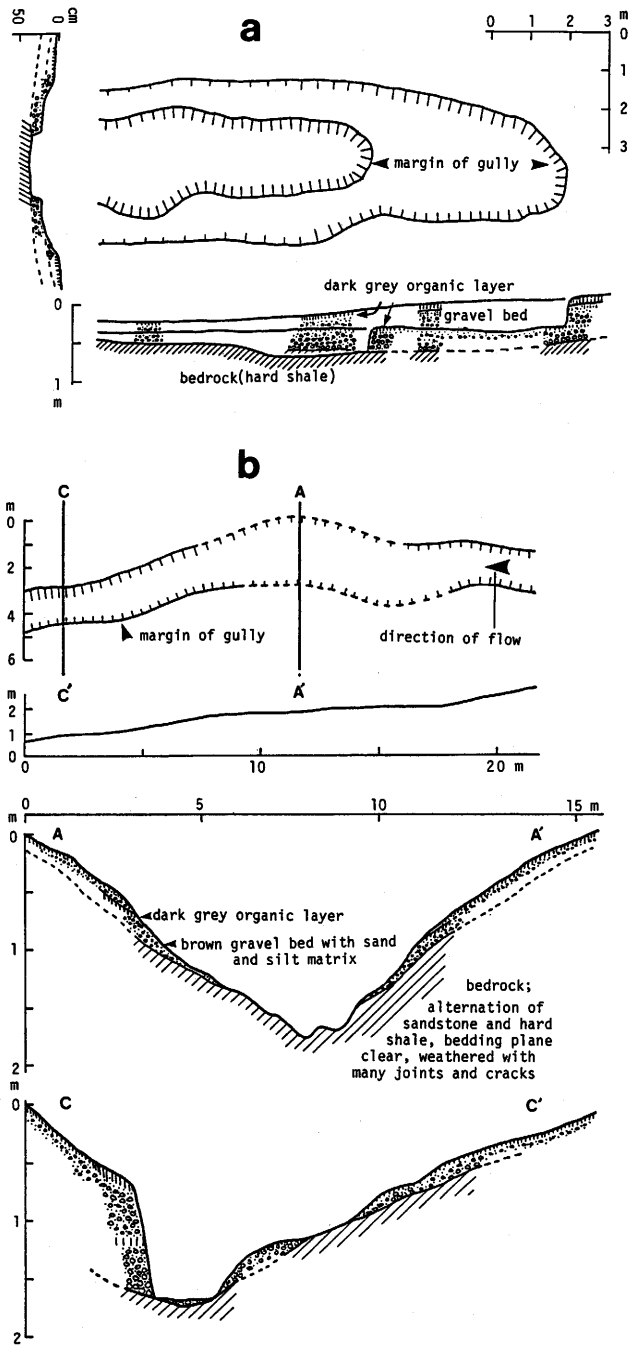 a
cm
50
0
m
0 1 2 3
0
1
2
3
margin of gully
dark grey organic layer
gravel bed
0
1
m
bedrock(hard shale)
b
C
A
m
0
2
4
6
margin of gully
direction of flow
C'
A'
m
2
1
0
0 10 20 m
0 5 10 15 m
m
0
1
2
A
A'
dark grey organic layer
brown gravel bed with sand
and silt matrix
bedrock;
alternation of
sandstone and hard
shale, bedding plane
clear, weathered with
many joints and cracks
m
0
1
2
C
C'